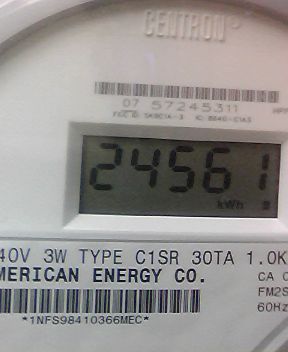 CENTRON®
07 57245311
24561
kWh
40V 3W TYPE C1SR 30TA 1.0K
MERICAN ENERGY CO.
CA
FM2S
60Hz
*1NFS98410366MEC*